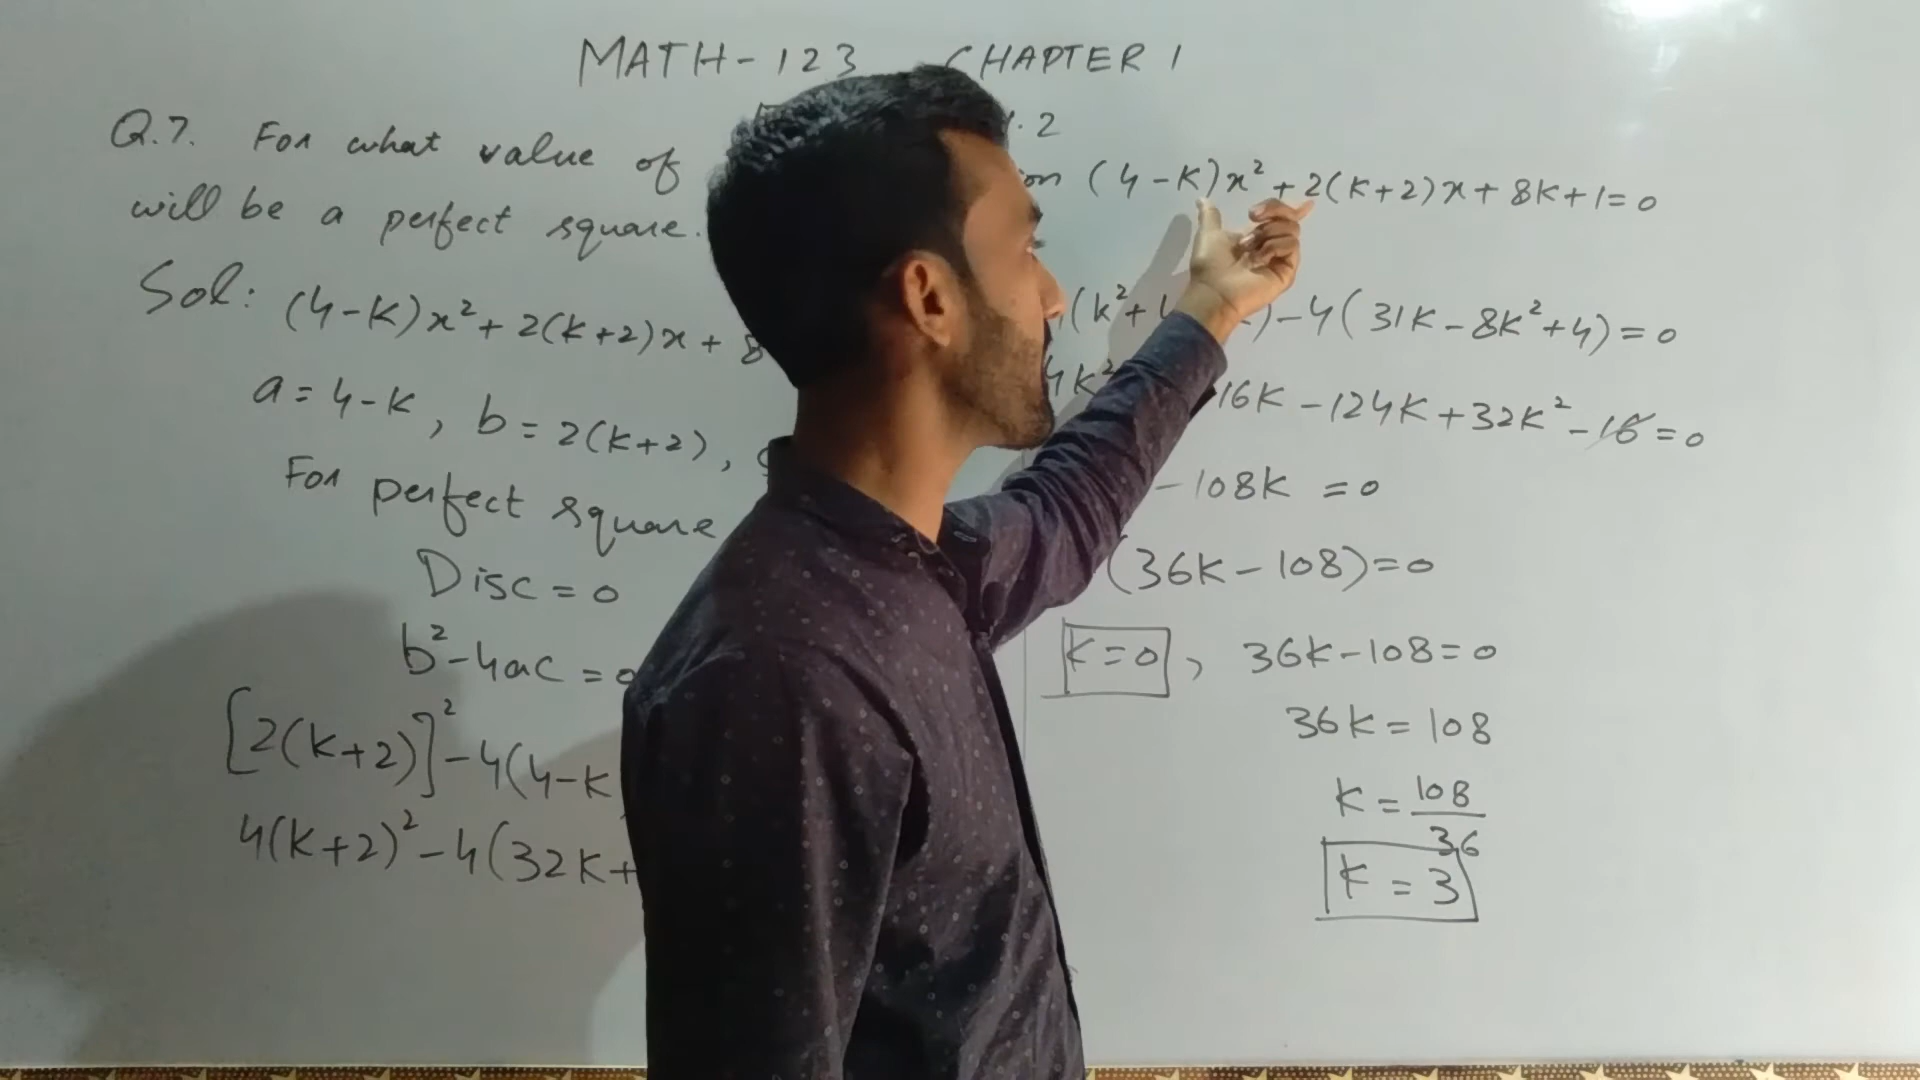 MATH-123 CHAPTER 1
1.2
Q.7. For what value of (4-K)x²+2(K+2)x+8K+1=0
will be a perfect square.
Sol: (4-K)x²+2(K+2)x+8
a=4-K, b=2(K+2),
For perfect square
Disc=0
b²-4ac=0
[2(K+2)]²-4(4-K
4(K+2)²-4(32K+
(k²+4)-4(31K-8K²+4)=0
4K² 16K-124K+32K²-16=0
-108K=0
(36K-108)=0
K=0, 36K-108=0
36K=108
K=108/36
K=3